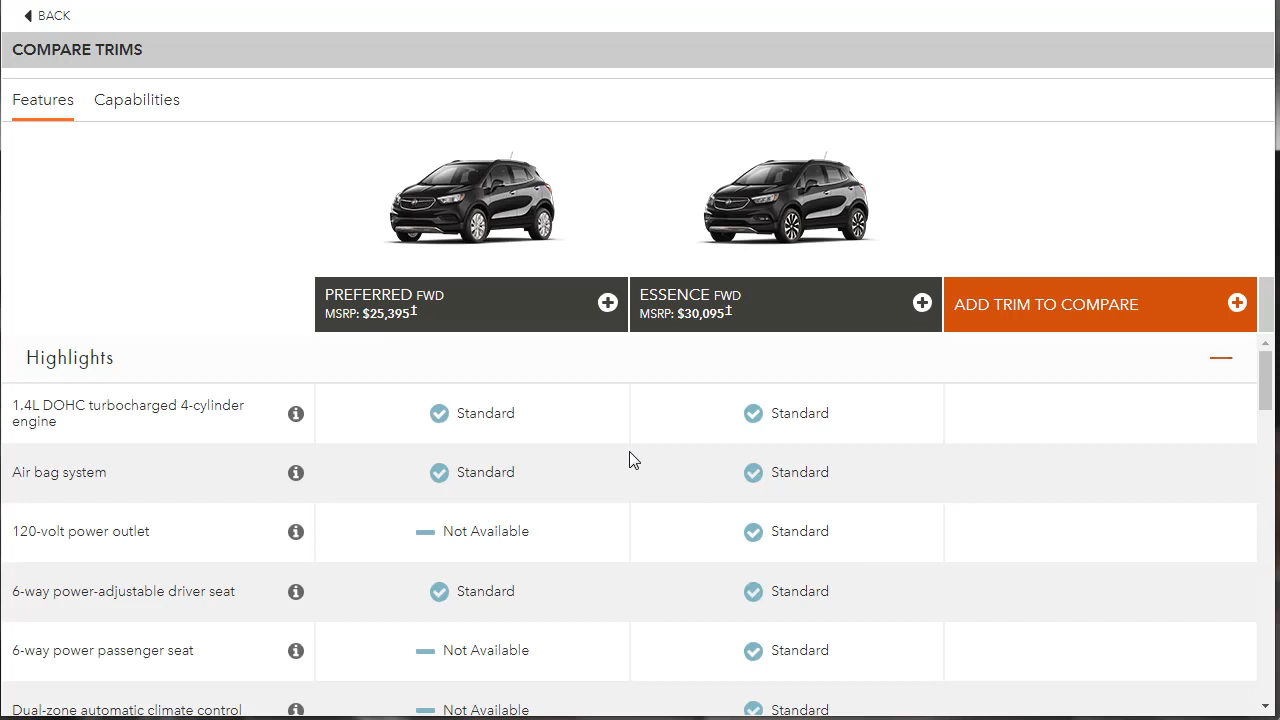 BACK
COMPARE TRIMS
Features Capabilities
PREFERRED FWD
MSRP: $25,395‡
ESSENCE FWD
MSRP: $30,095‡
ADD TRIM TO COMPARE
Highlights
1.4L DOHC turbocharged 4-cylinder
engine
Standard Standard
Air bag system Standard Standard
120-volt power outlet Not Available Standard
6-way power-adjustable driver seat Standard Standard
6-way power passenger seat Not Available Standard
Dual-zone automatic climate control Not Available Standard